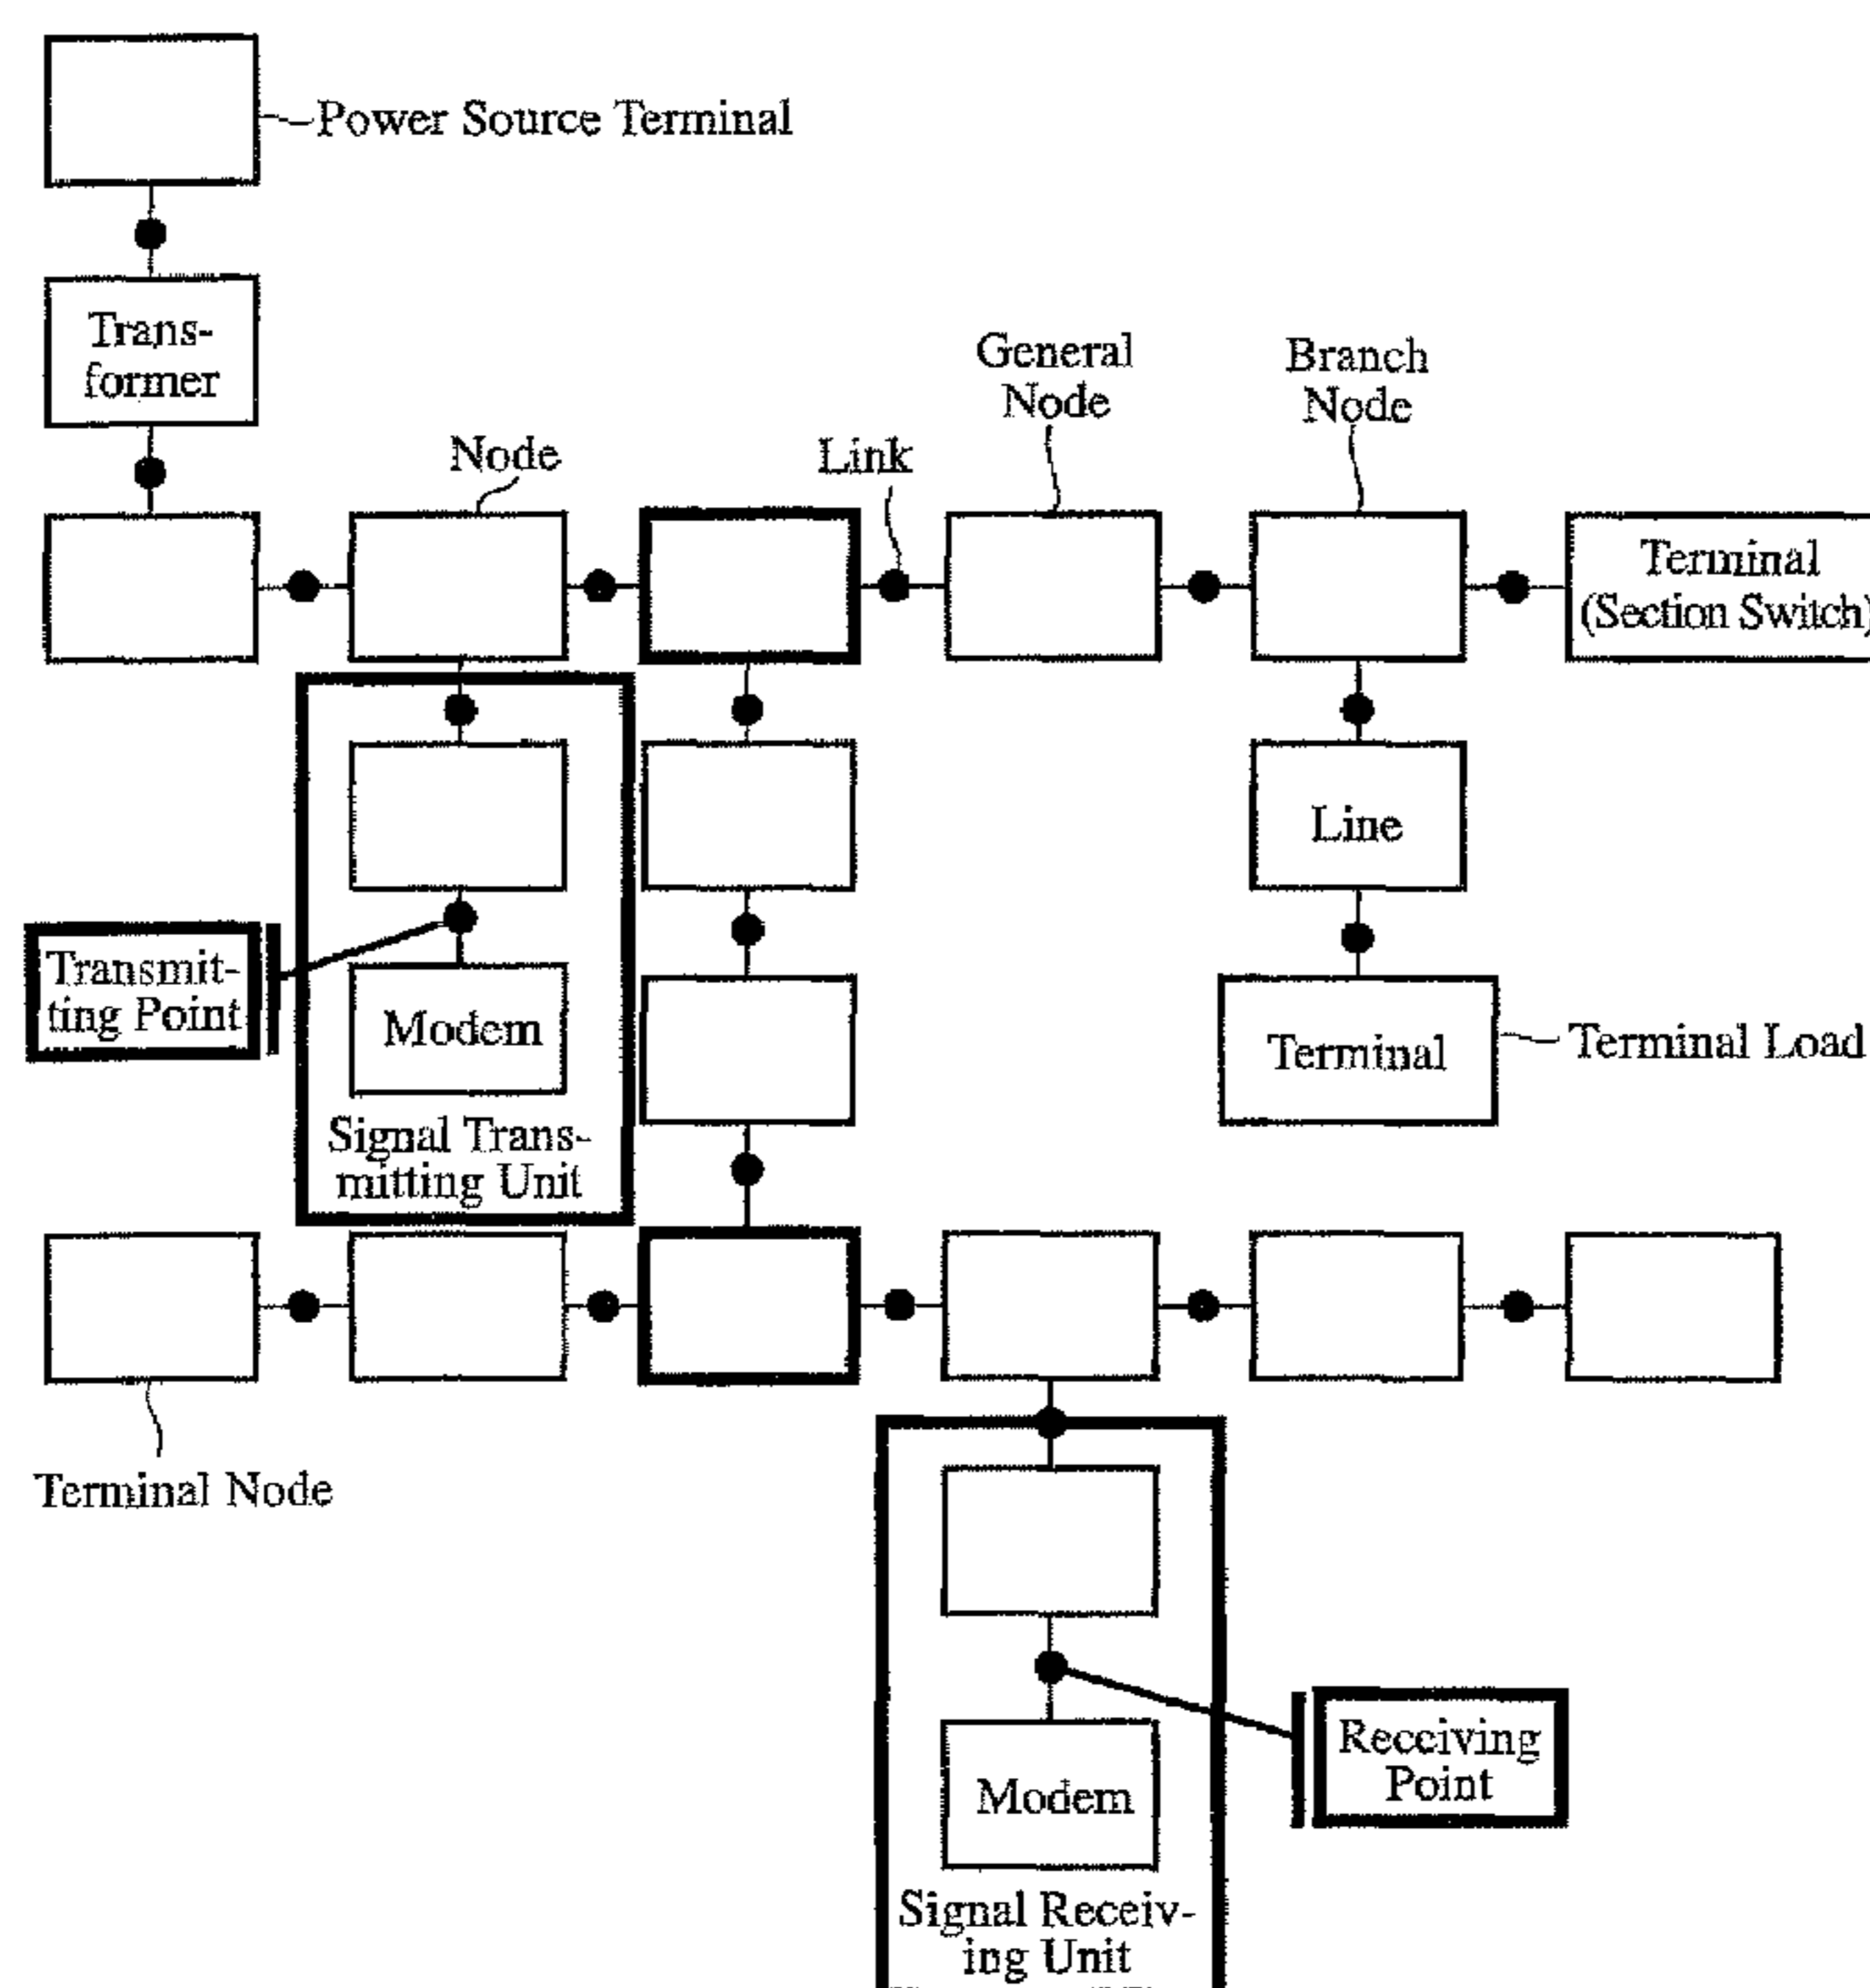 Power Source Terminal
Trans-
former
General
Node
Branch
Node
Node
Link
Terminal
(Section Switch)
Line
Transmit-
ting Point
Modem
Terminal
Terminal Load
Signal Trans-
mitting Unit
Terminal Node
Receiving
Point
Modem
Signal Receiv-
ing Unit